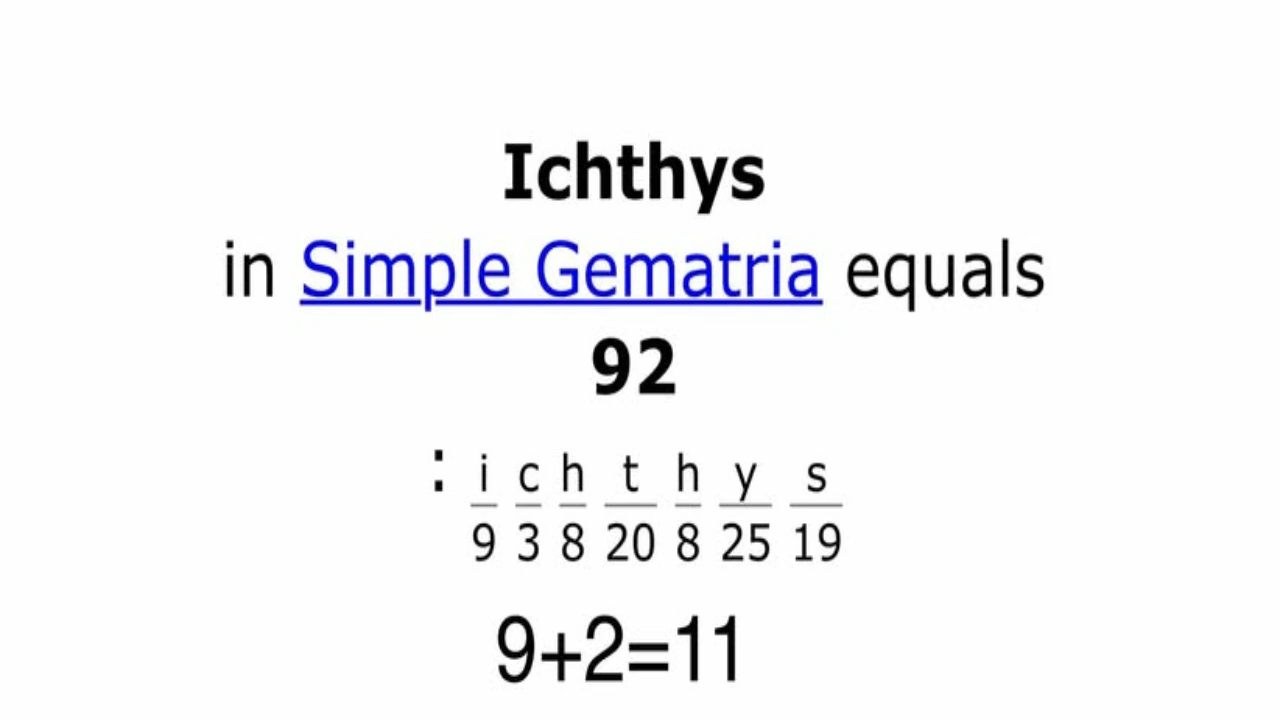 Ichthys
in Simple Gematria equals
92
: i c h t h y s
9 3 8 20 8 25 19
9+2=11